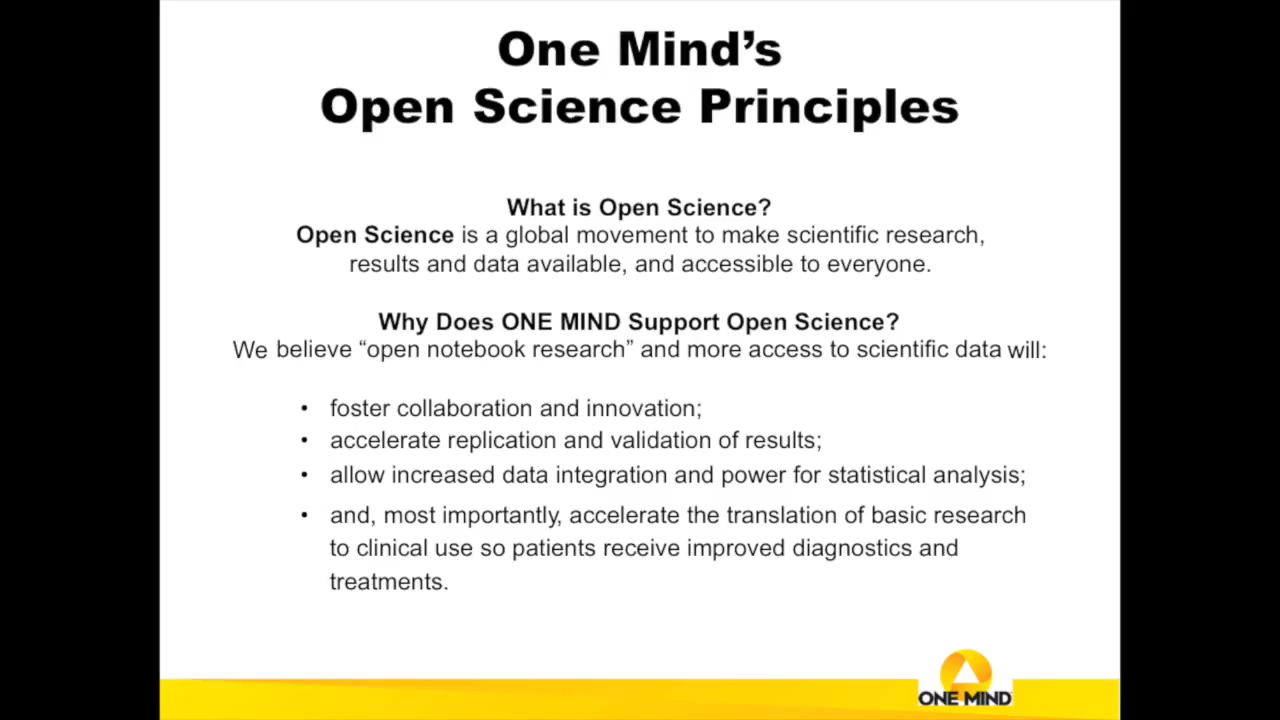 One Mind’s
Open Science Principles
What is Open Science?
Open Science is a global movement to make scientific research,
results and data available, and accessible to everyone.
Why Does ONE MIND Support Open Science?
We believe “open notebook research” and more access to scientific data will:
• foster collaboration and innovation;
• accelerate replication and validation of results;
• allow increased data integration and power for statistical analysis;
• and, most importantly, accelerate the translation of basic research
to clinical use so patients receive improved diagnostics and
treatments.
ONE MIND